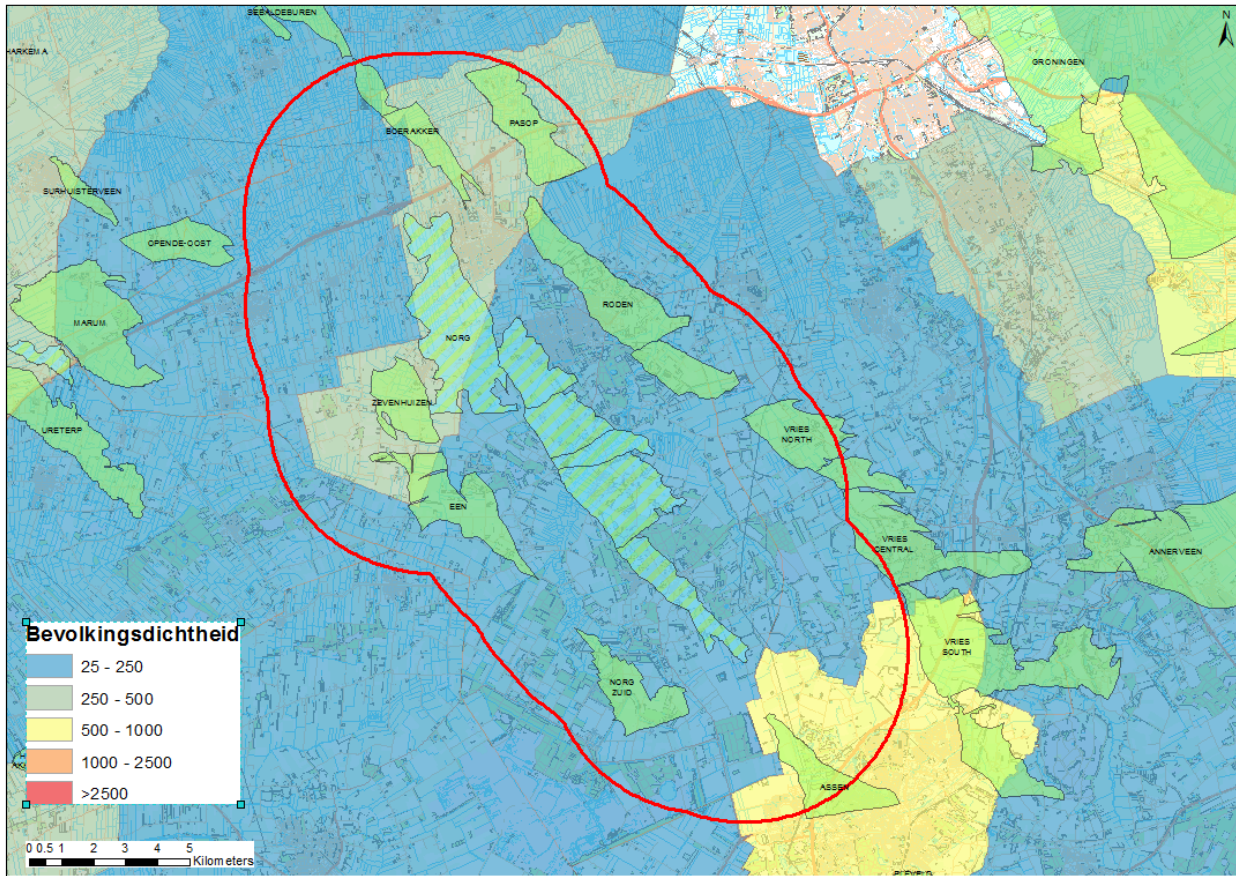 SEBALDEBUREN
N
HARKEMA
GRONINGEN
PASOP
BOERAKKER
SURHUISTERVEEN
OPENDE-OOST
RODEN
MARUM
NORG
ZEVENHUIZEN
VRIES
NORTH
URETERP
EEN
VRIES
CENTRAL
ANNERVEEN
Bevolkingsdichtheid
25 - 250
250 - 500
500 - 1000
1000 - 2500
>2500
VRIES
SOUTH
NORG
ZUID
ASSEN
0 0.5 1 2 3 4 5
Kilometers